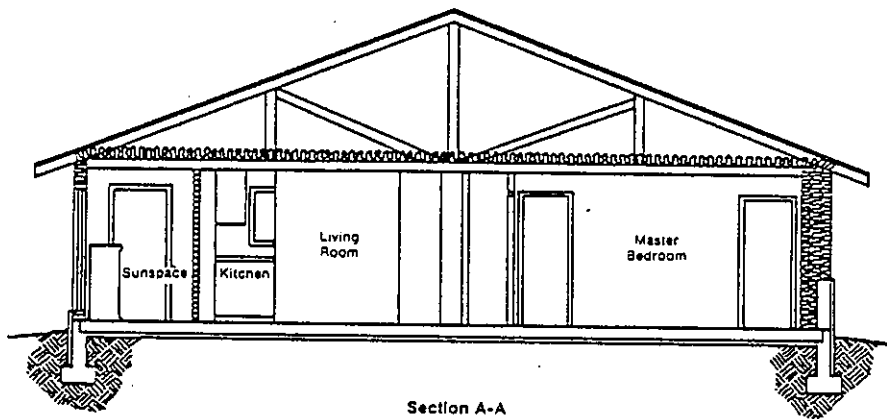 Living
Room
Master
Bedroom
Sunspace
Kitchen
Section A-A